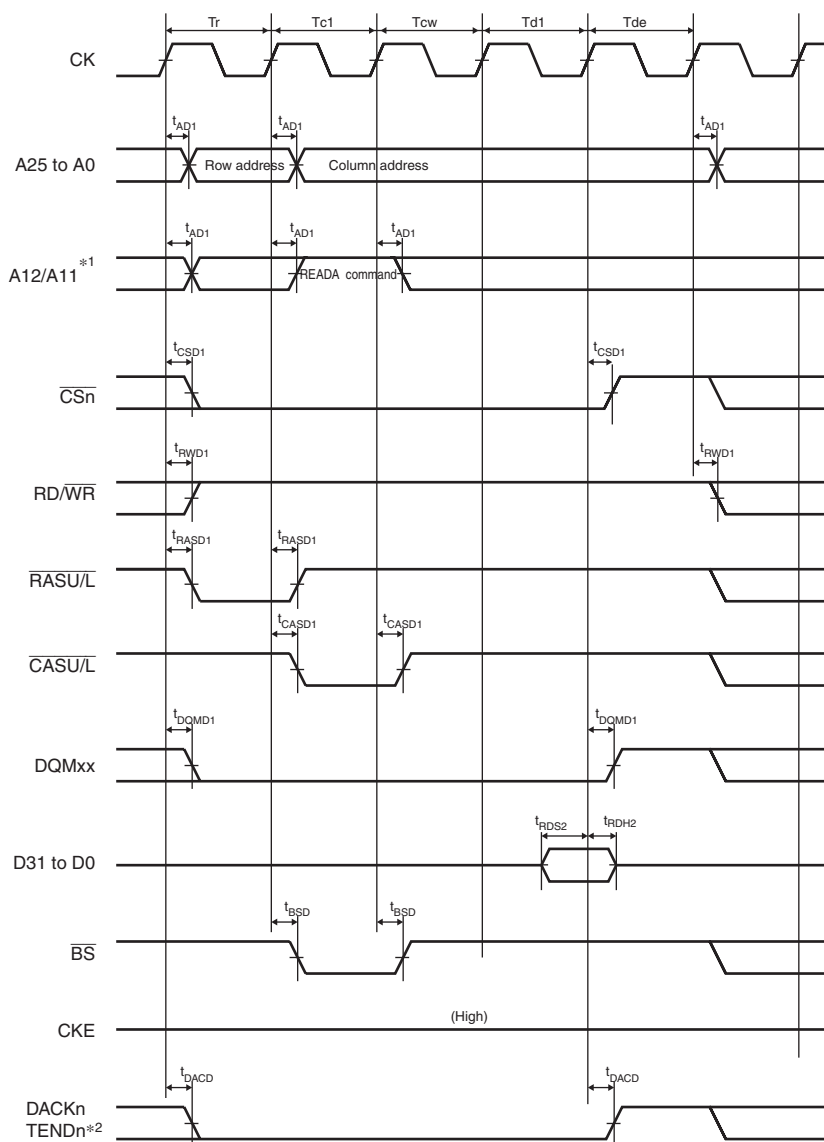 Tr Tc1 Tcw Td1 Tde
CK
tAD1 tAD1 tAD1
A25 to A0 Row address Column address
tAD1 tAD1 tAD1
A12/A11 *1 READA command
tCSD1 tCSD1
CSn
tRWD1 tRWD1
RD/WR
tRASD1 tRASD1
RASU/L
tCASD1 tCASD1
CASU/L
tDQMD1 tDQMD1
DQMxx
tRDS2 tRDH2
D31 to D0
tBSD tBSD
BS
(High)
CKE
tDACD tDACD
DACKn
TENDn*2